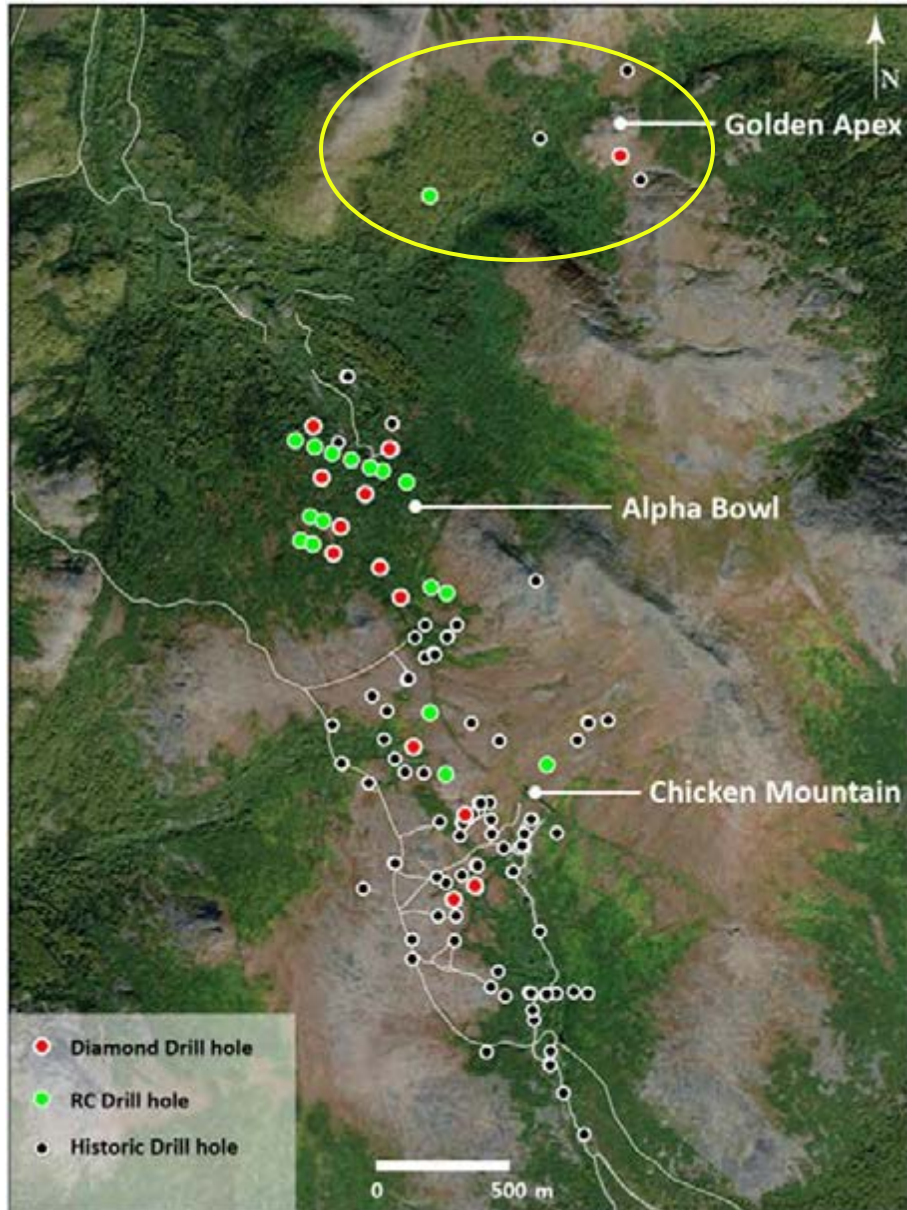 N
Golden Apex
Alpha Bowl
Chicken Mountain
Diamond Drill hole
RC Drill hole
Historic Drill hole
0 500 m